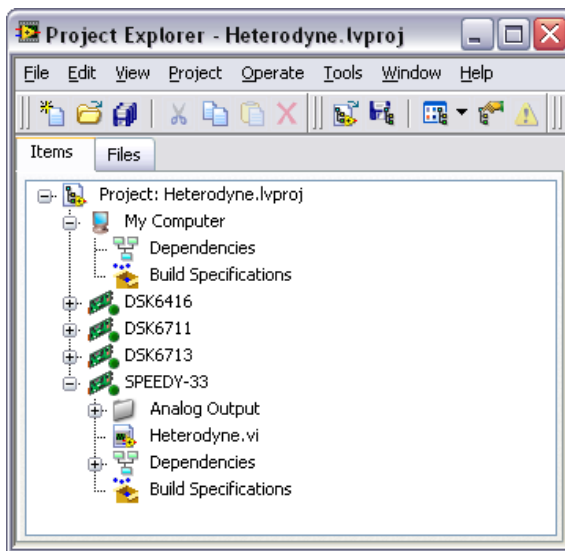 Project Explorer - Heterodyne.lvproj
File Edit View Project Operate Tools Window Help
Items Files
Project: Heterodyne.lvproj
My Computer
Dependencies
Build Specifications
DSK6416
DSK6711
DSK6713
SPEEDY-33
Analog Output
Heterodyne.vi
Dependencies
Build Specifications